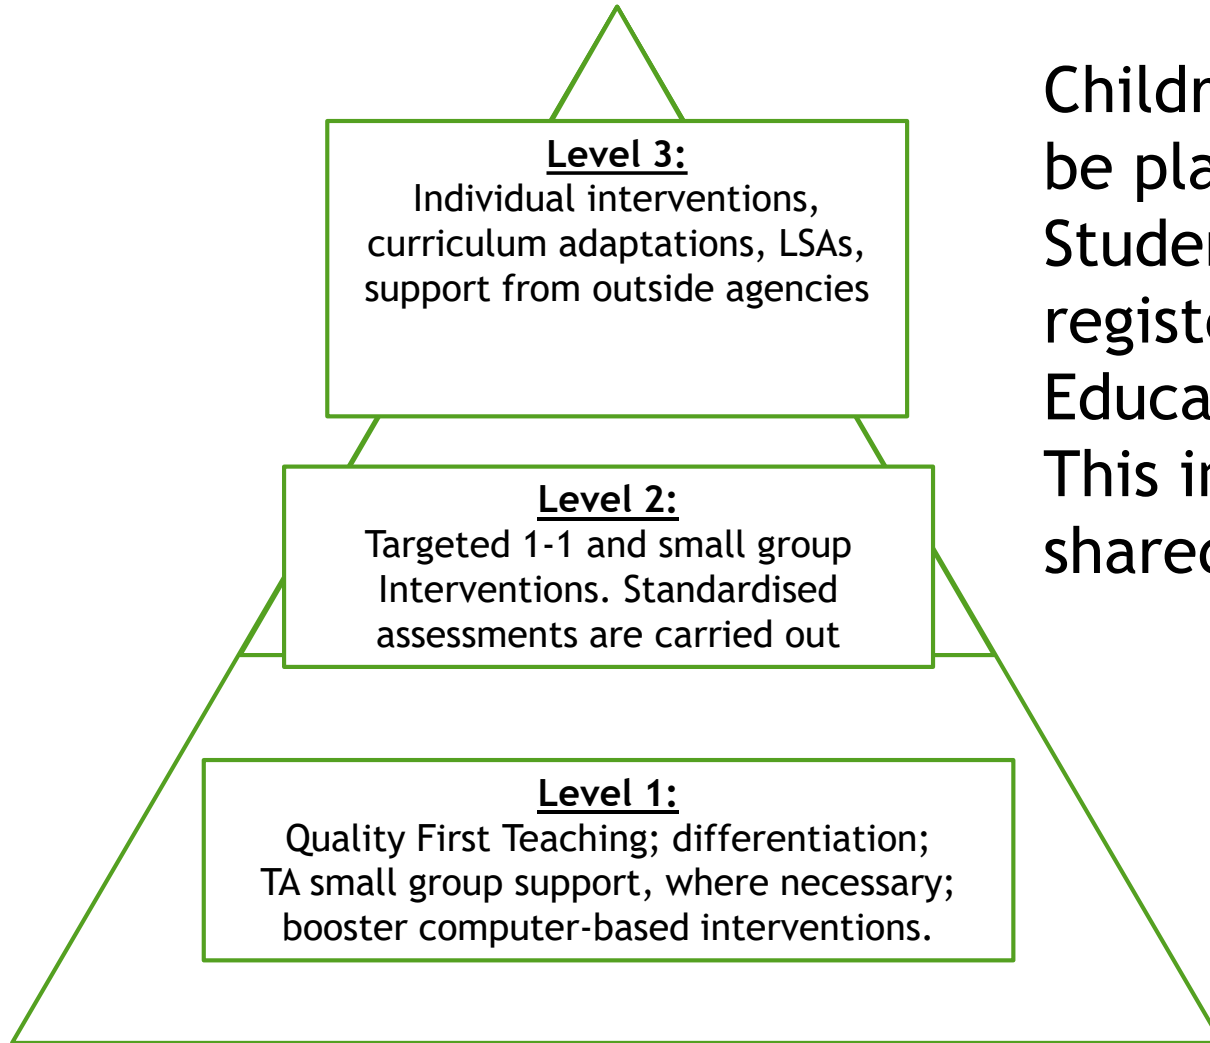 Level 3:
Individual interventions,
curriculum adaptations, LSAs,
support from outside agencies
Level 2:
Targeted 1-1 and small group
Interventions. Standardised
assessments are carried out
Level 1:
Quality First Teaching; differentiation;
TA small group support, where necessary;
booster computer-based interventions.
be
This